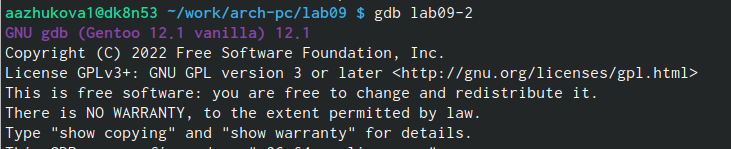 aazhukova1@dk8n53 ~/work/arch-pc/lab09 $ gdb lab09-2
GNU gdb (Gentoo 12.1 vanilla) 12.1
Copyright (C) 2022 Free Software Foundation, Inc.
License GPLv3+: GNU GPL version 3 or later <http://gnu.org/licenses/gpl.html>
This is free software: you are free to change and redistribute it.
There is NO WARRANTY, to the extent permitted by law.
Type "show copying" and "show warranty" for details.